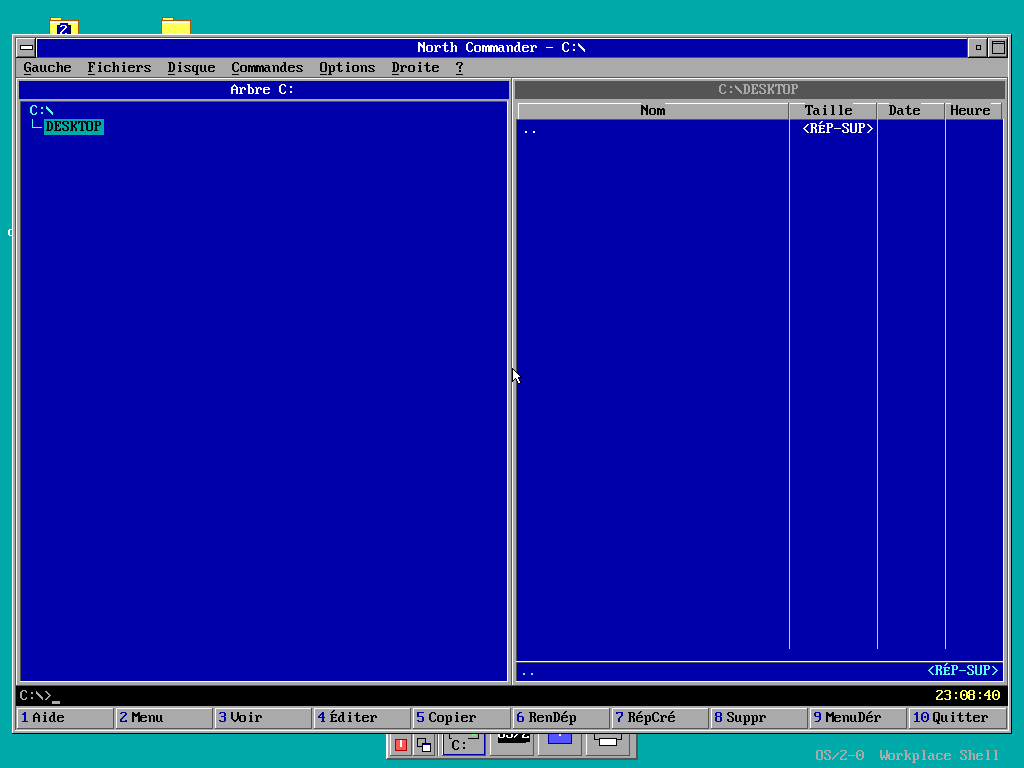 North Commander - C:\
Gauche Fichiers Disque Commandes Options Droite ?
Arbre C:
C:\
DESKTOP
C:\DESKTOP
Nom Taille Date Heure
.. <RÉP-SUP>
.. <RÉP-SUP>
C:\>_ 23:08:40
1 Aide 2 Menu 3 Voir 4 Éditer 5 Copier 6 RenDép 7 RépCré 8 Suppr 9 MenuDér 10 Quitter
C: OS/2
OS/2-0 Workplace Shell